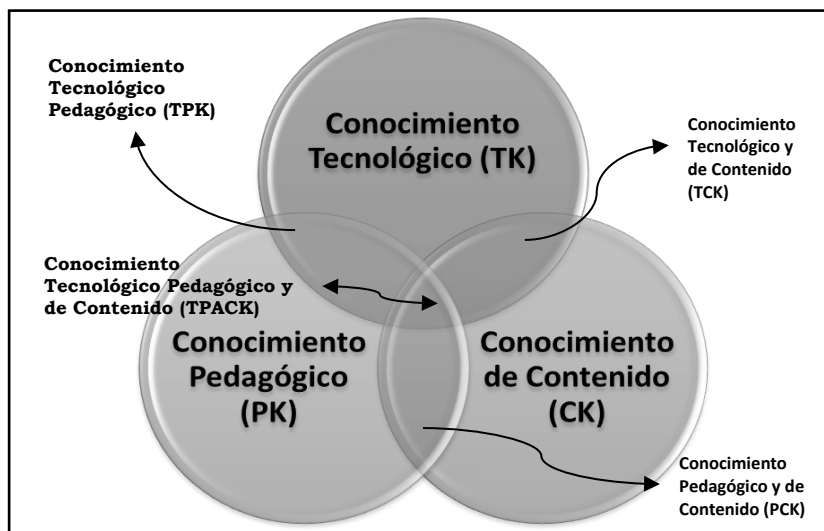 Conocimiento
Tecnológico
Pedagógico (TPK)
Conocimiento
Tecnológico (TK)
Conocimiento
Tecnológico y
de Contenido
(TCK)
Conocimiento
Tecnológico Pedagógico y
de Contenido (TPACK)
Conocimiento
Pedagógico
(PK)
Conocimiento
de Contenido
(CK)
Conocimiento
Pedagógico y de
Contenido (PCK)